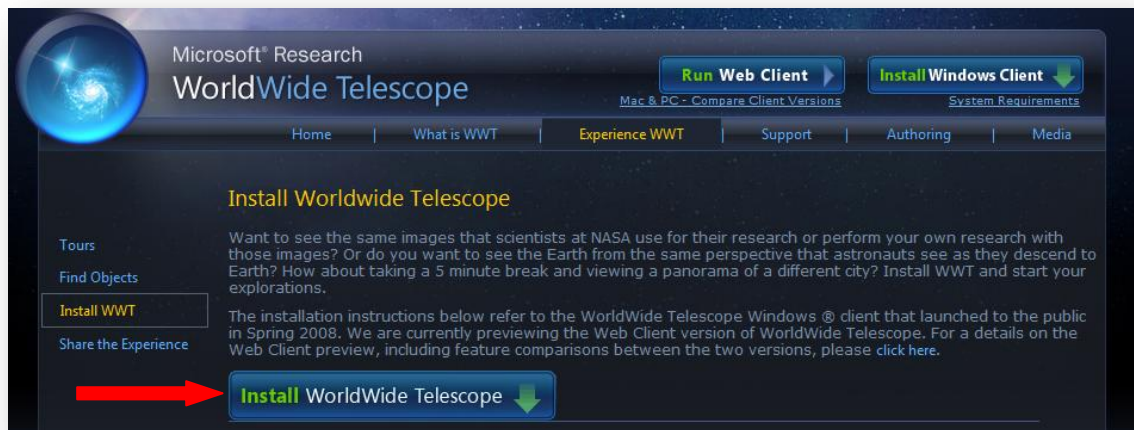 Microsoft® Research
WorldWide Telescope
Run Web Client
Install Windows Client
Mac & PC - Compare Client Versions
System Requirements
Home | What is WWT | Experience WWT | Support | Authoring | Media
Install Worldwide Telescope
Tours
Find Objects
Install WWT
Share the Experience
Want to see the same images that scientists at NASA use for their research or perform your own research with
those images? Or do you want to see the Earth from the same perspective that astronauts see as they descend to
Earth? How about taking a 5 minute break and viewing a panorama of a different city? Install WWT and start your
explorations.
The installation instructions below refer to the WorldWide Telescope Windows ® client that launched to the public
in Spring 2008. We are currently previewing the Web Client version of WorldWide Telescope. For a details on the
Web Client preview, including feature comparisons between the two versions, please click here.
Install WorldWide Telescope